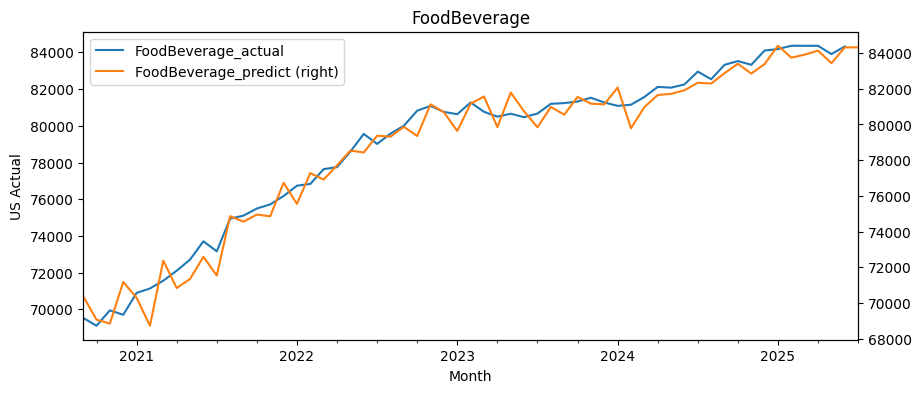 FoodBeverage
FoodBeverage_actual
FoodBeverage_predict (right)
84000
82000
80000
78000
76000
74000
72000
70000
US Actual
84000
82000
80000
78000
76000
74000
72000
70000
68000
2021 2022 2023 2024 2025
Month